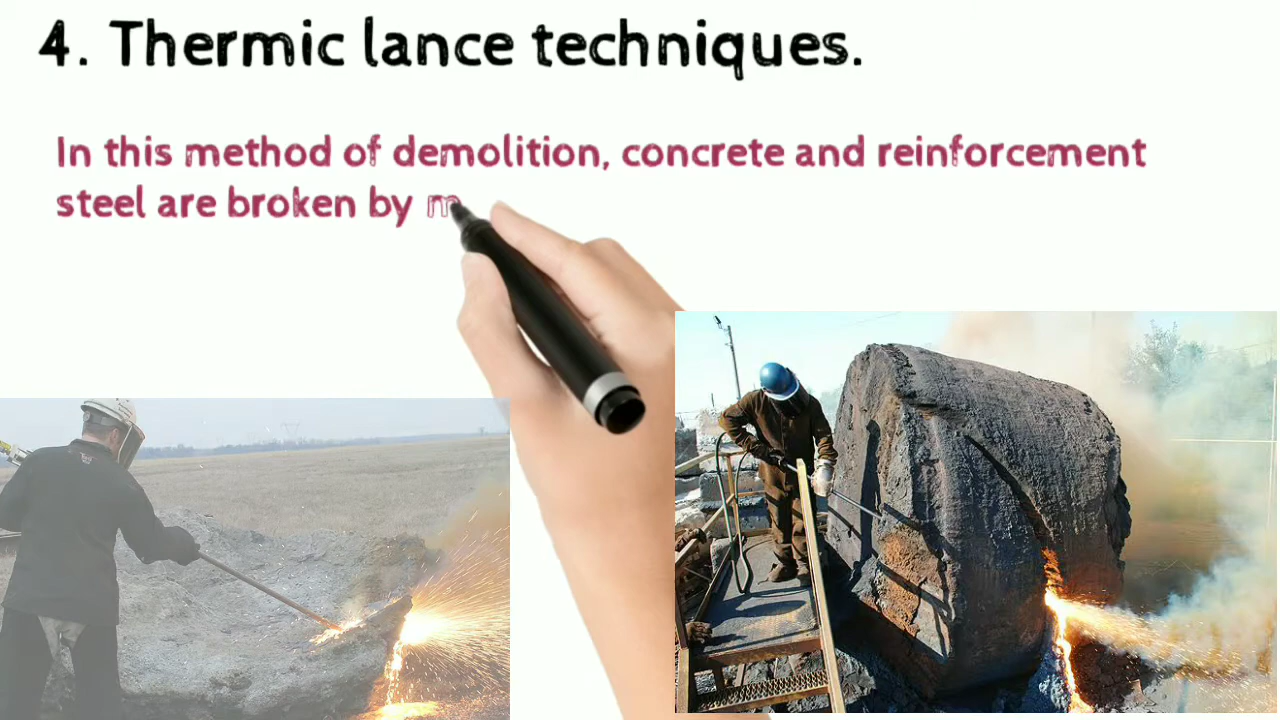 4. Thermic lance techniques.
In this method of demolition, concrete and reinforcement
steel are broken by m